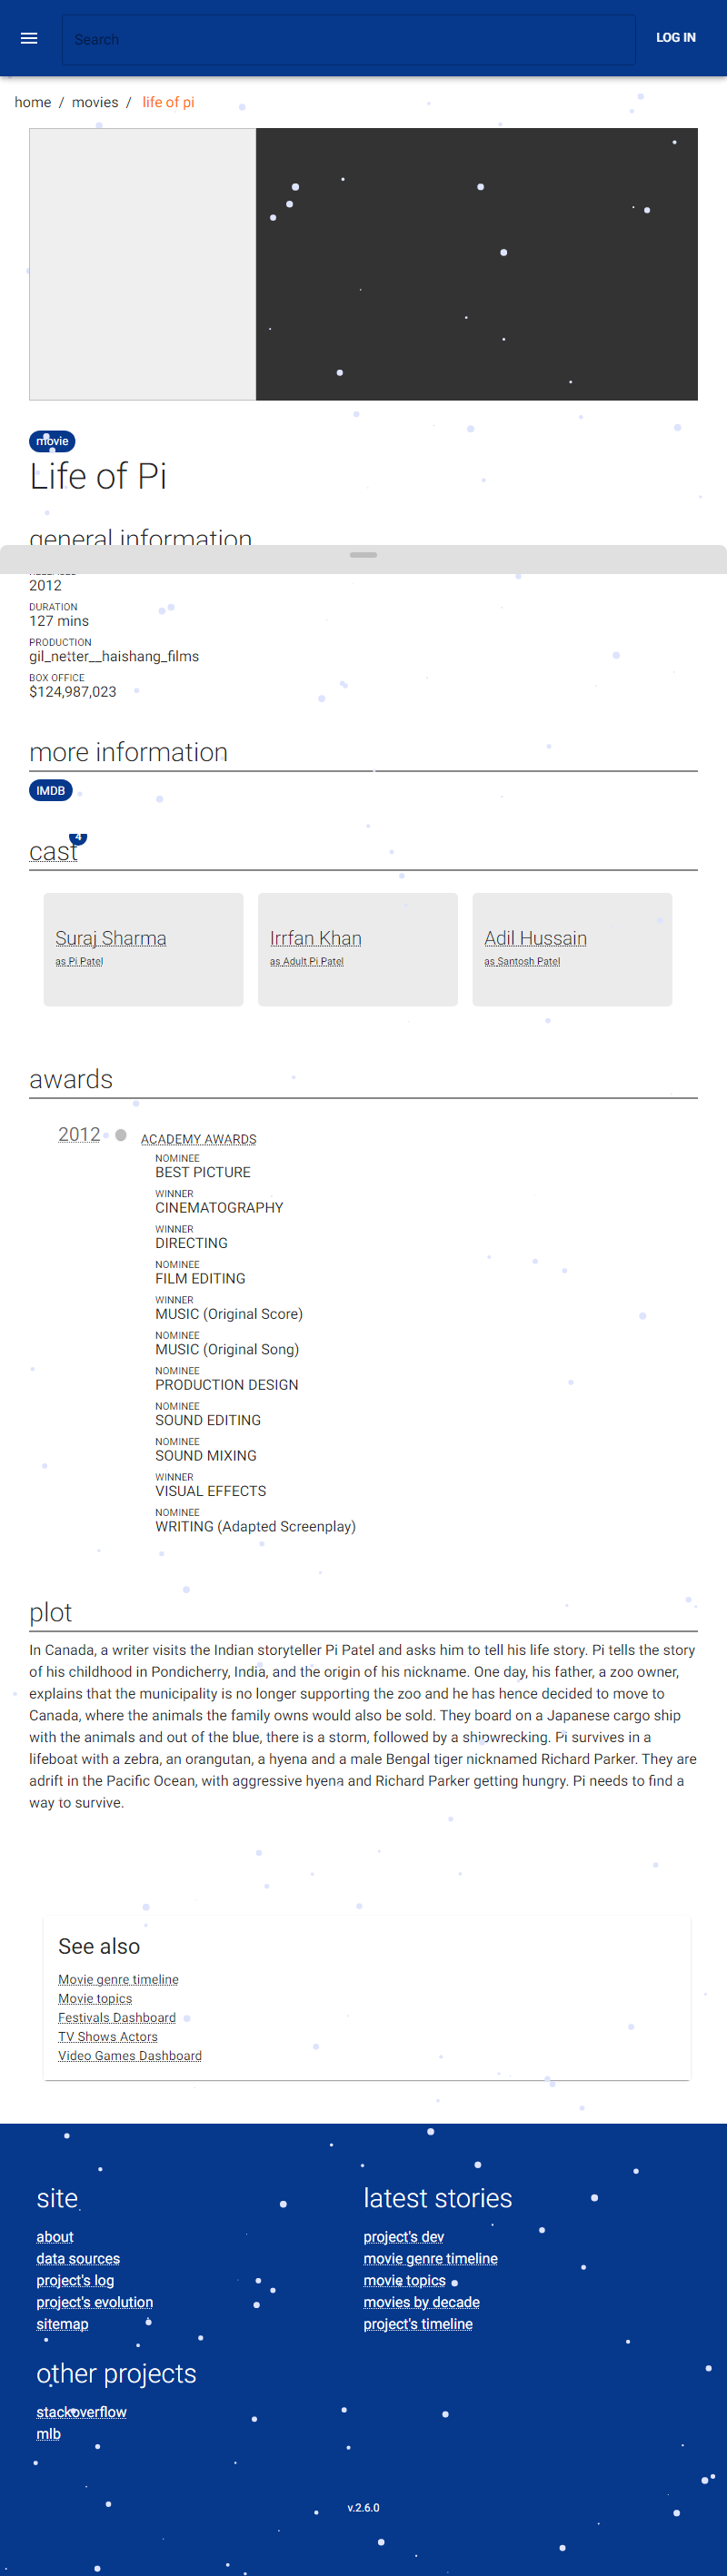 Search
LOG IN
home / movies / life of pi
movie
Life of Pi
general information
2012
DURATION
127 mins
PRODUCTION
gil_netter__haishang_films
BOX OFFICE
$124,987,023
more information
IMDB
4
cast
Suraj Sharma
as Pi Patel
Irrfan Khan
as Adult Pi Patel
Adil Hussain
as Santosh Patel
awards
2012
ACADEMY AWARDS
NOMINEE
BEST PICTURE
WINNER
CINEMATOGRAPHY
WINNER
DIRECTING
NOMINEE
FILM EDITING
WINNER
MUSIC (Original Score)
NOMINEE
MUSIC (Original Song)
NOMINEE
PRODUCTION DESIGN
NOMINEE
SOUND EDITING
NOMINEE
SOUND MIXING
WINNER
VISUAL EFFECTS
NOMINEE
WRITING (Adapted Screenplay)
plot
In Canada, a writer visits the Indian storyteller Pi Patel and asks him to tell his life story. Pi tells the story
of his childhood in Pondicherry, India, and the origin of his nickname. One day, his father, a zoo owner,
explains that the municipality is no longer supporting the zoo and he has hence decided to move to
Canada, where the animals the family owns would also be sold. They board on a Japanese cargo ship
with the animals and out of the blue, there is a storm, followed by a shipwrecking. Pi survives in a
lifeboat with a zebra, an orangutan, a hyena and a male Bengal tiger nicknamed Richard Parker. They are
adrift in the Pacific Ocean, with aggressive hyena and Richard Parker getting hungry. Pi needs to find a
way to survive.
See also
Movie genre timeline
Movie topics
Festivals Dashboard
TV Shows Actors
Video Games Dashboard
site
about
data sources
project's log
project's evolution
sitemap
latest stories
project's dev
movie genre timeline
movie topics
movies by decade
project's timeline
other projects
stackoverflow
mlb
v.2.6.0